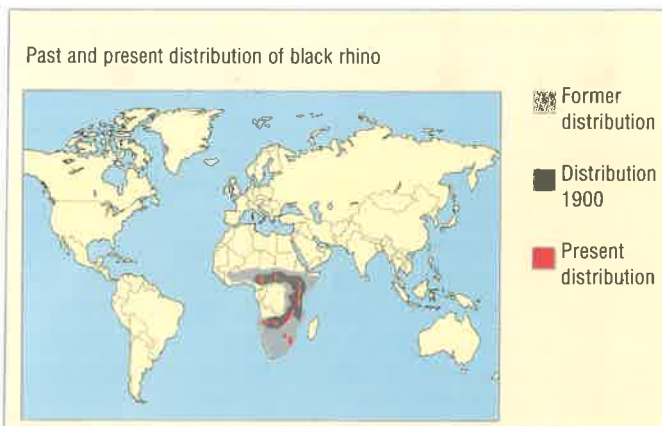 Past and present distribution of black rhino
Former
distribution
Distribution
1900
Present
distribution